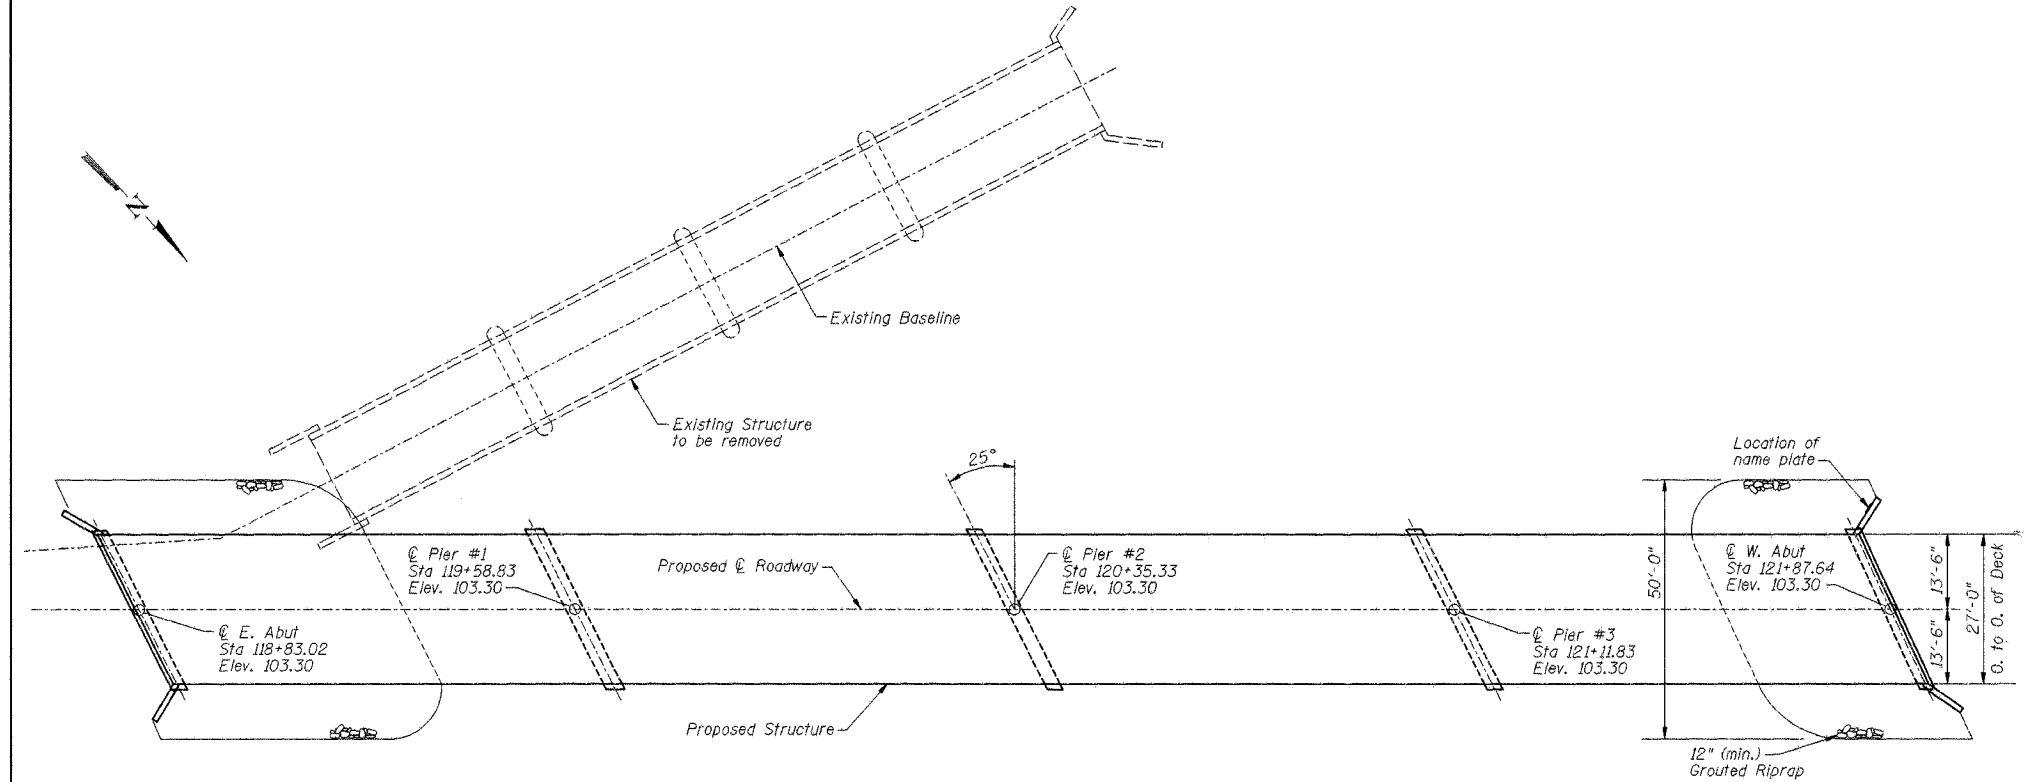 N
Existing Baseline
Existing Structure
to be removed
25°
Location of
name plate
℄ Pier #1
Sta 119+58.83
Elev. 103.30
Proposed ℄ Roadway
℄ Pier #2
Sta 120+35.33
Elev. 103.30
℄ W. Abut
Sta 121+87.64
Elev. 103.30
50'-0"
13'-6"
13'-6"
27'-0"
O. to O. of Deck
℄ E. Abut
Sta 118+83.02
Elev. 103.30
℄ Pier #3
Sta 121+11.83
Elev. 103.30
Proposed Structure
12" (min.)
Grouted Riprap